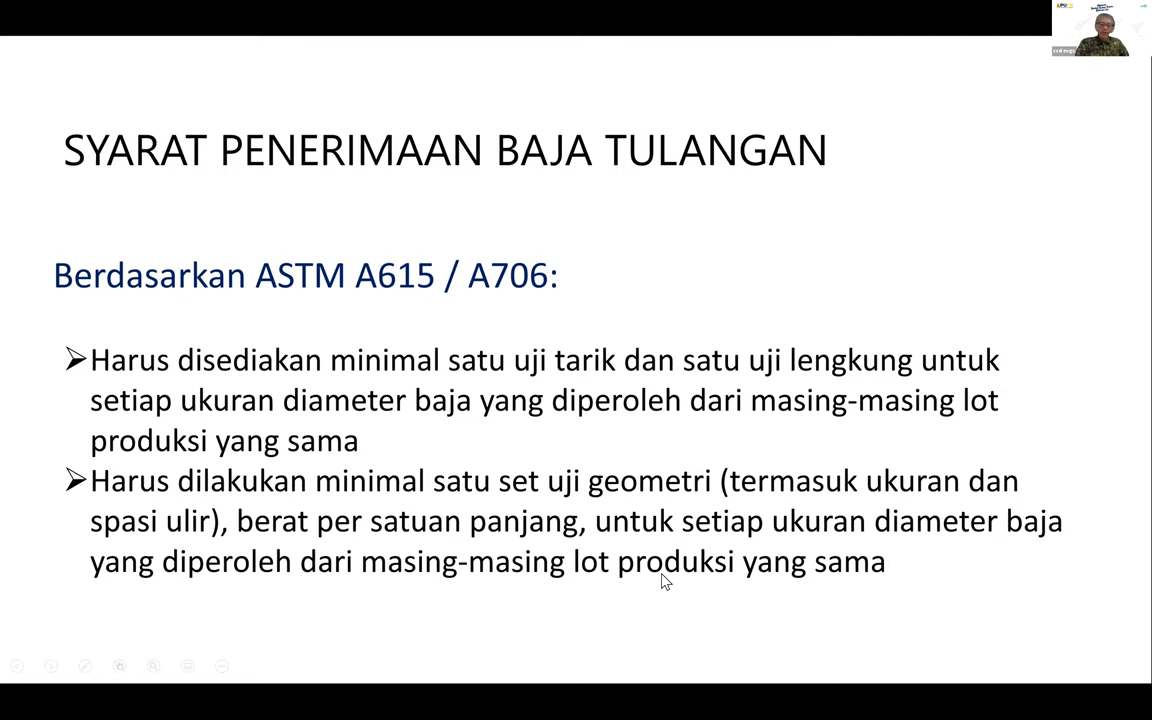 SYARAT PENERIMAAN BAJA TULANGAN
Berdasarkan ASTM A615 / A706:
➢Harus disediakan minimal satu uji tarik dan satu uji lengkung untuk
setiap ukuran diameter baja yang diperoleh dari masing-masing lot
produksi yang sama
➢Harus dilakukan minimal satu set uji geometri (termasuk ukuran dan
spasi ulir), berat per satuan panjang, untuk setiap ukuran diameter baja
yang diperoleh dari masing-masing lot produksi yang sama